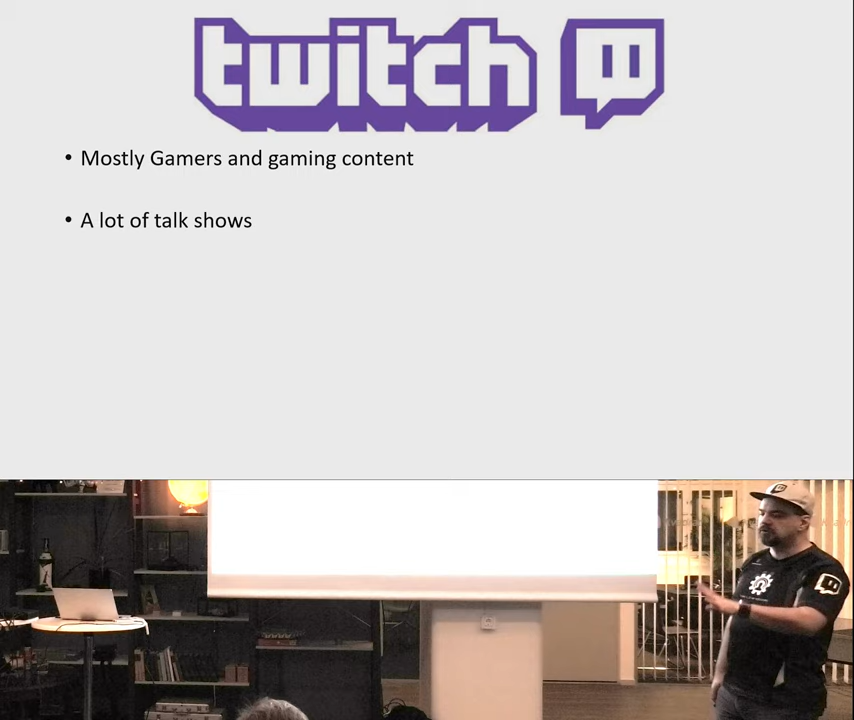 twitch
• Mostly Gamers and gaming content
• A lot of talk shows